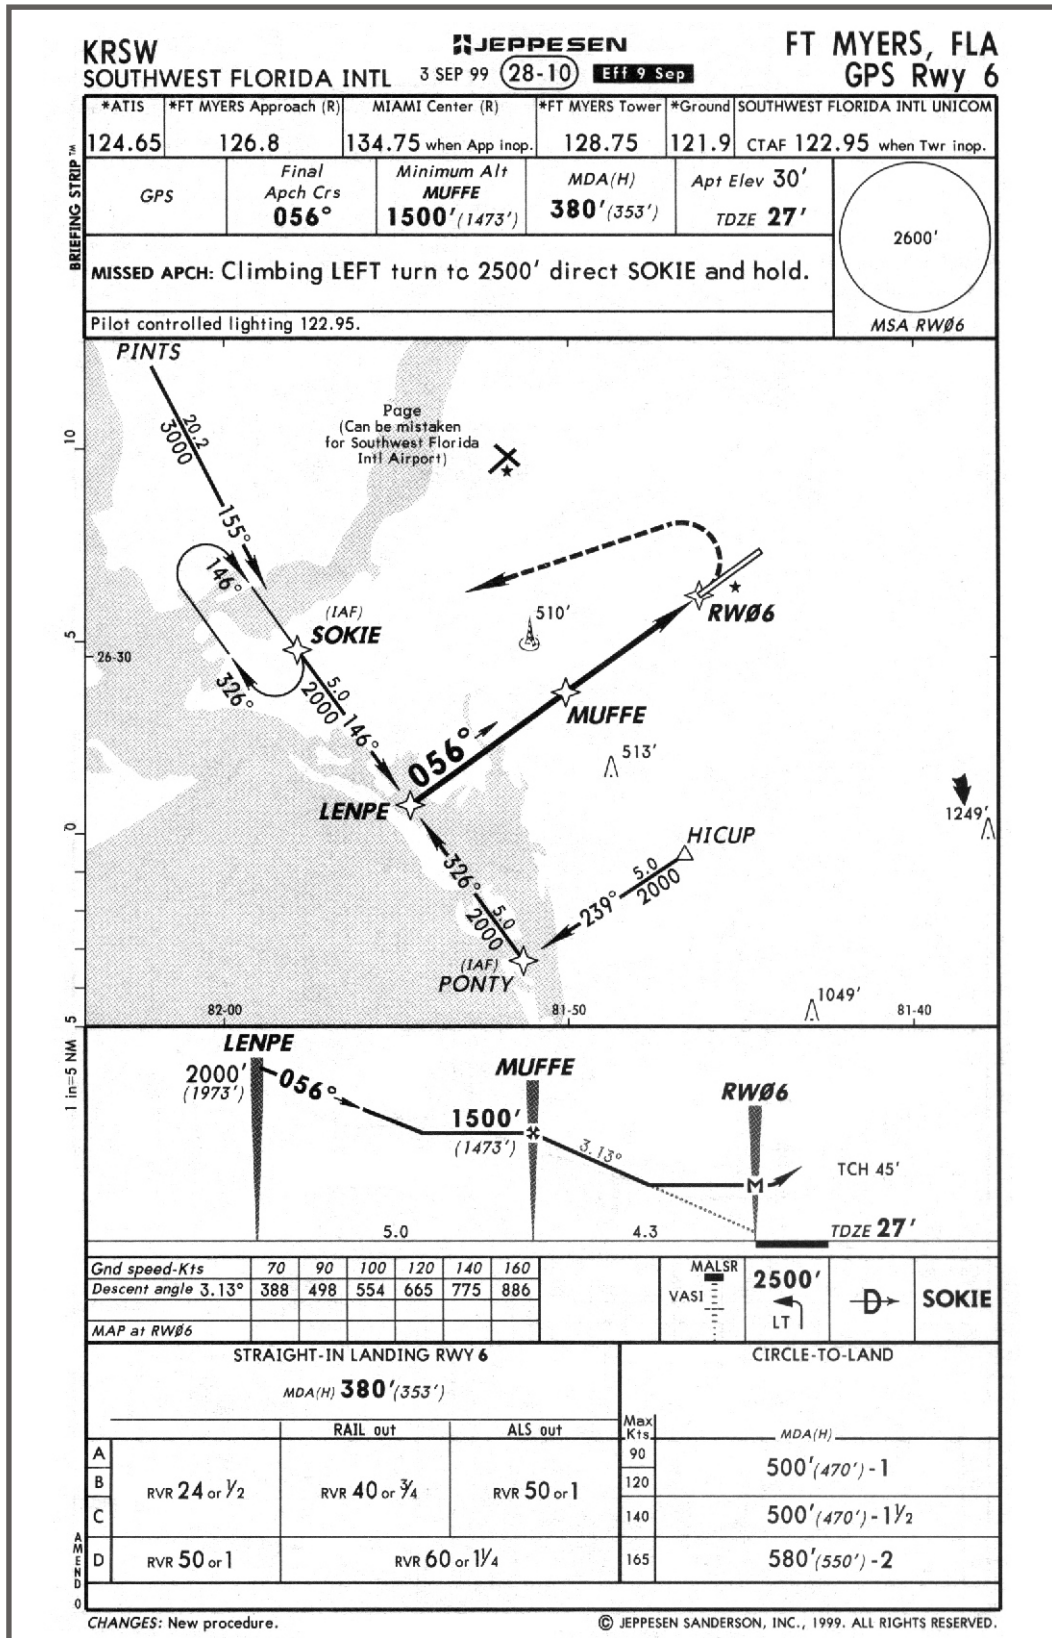 KRSW
JEPPESEN
FT MYERS, FLA
SOUTHWEST FLORIDA INTL
3 SEP 99
28-10
Eff 9 Sep
GPS Rwy 6
*ATIS
*FT MYERS Approach (R)
MIAMI Center (R)
*FT MYERS Tower
*Ground
SOUTHWEST FLORIDA INTL UNICOM
124.65
126.8
134.75 when App inop.
128.75
121.9
CTAF 122.95 when Twr inop.
BRIEFING STRIP™
GPS
Final
Apch Crs
056°
Minimum Alt
MUFFE
1500'(1473')
MDA(H)
380'(353')
Apt Elev 30'
TDZE 27'
2600'
MSA RWØ6
MISSED APCH: Climbing LEFT turn to 2500' direct SOKIE and hold.
Pilot controlled lighting 122.95.
PINTS
20.2
3000
155°
Page
(Can be mistaken
for Southwest Florida
Intl Airport)
10
146°
(IAF)
SOKIE
510'
RWØ6
5
26-30
326°
5.0
2000
146°
MUFFE
056°
513'
LENPE
1249'
0
HICUP
326°
5.0
2000
5.0
2000
239°
(IAF)
PONTY
1049'
82-00
81-50
81-40
5
1 in=5 NM
LENPE
2000'
(1973')
056°
MUFFE
1500'
(1473')
RWØ6
3.13°
M
TCH 45'
5.0
4.3
TDZE 27'
Gnd speed-Kts 70 90 100 120 140 160
Descent angle 3.13° 388 498 554 665 775 886
MAP at RWØ6
MALSR
VASI
2500'
LT
D
SOKIE
STRAIGHT-IN LANDING RWY 6
CIRCLE-TO-LAND
MDA(H) 380'(353')
RAIL out
ALS out
Max
Kts
MDA(H)
A
B
C
RVR 24 or ½
RVR 40 or ¾
RVR 50 or 1
90
120
500'(470')-1
140
500'(470')-1½
D
RVR 50 or 1
RVR 60 or 1¼
165
580'(550')-2
AMEND 0
CHANGES: New procedure.
© JEPPESEN SANDERSON, INC., 1999. ALL RIGHTS RESERVED.